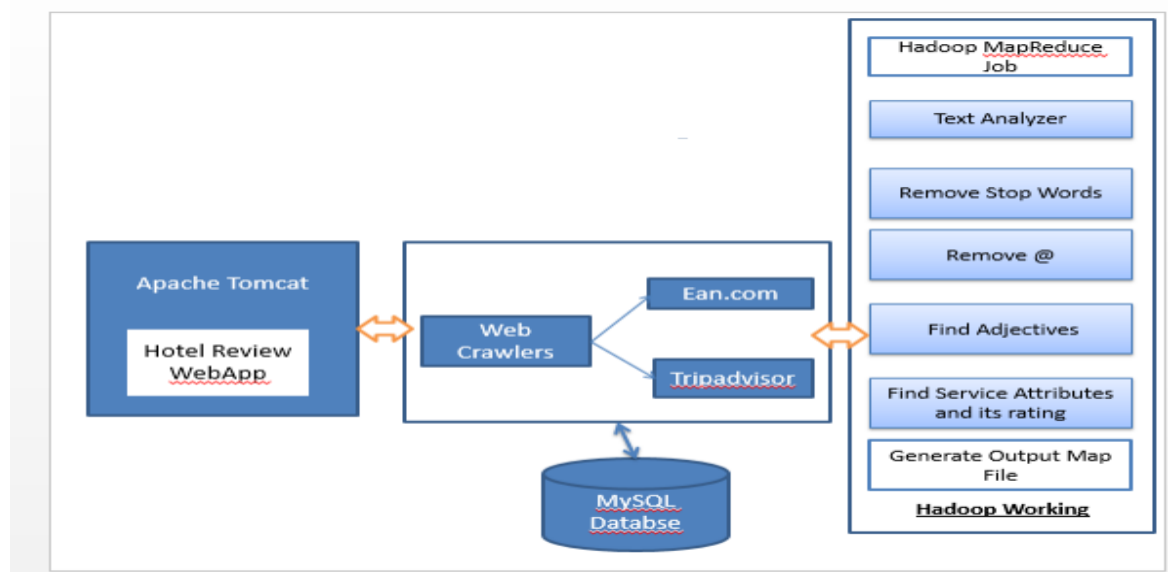 Apache Tomcat
Hotel Review
WebApp
Web
Crawlers
Ean.com
Tripadvisor
MySQL
Databse
Hadoop MapReduce
Job
Text Analyzer
Remove Stop Words
Remove @
Find Adjectives
Find Service Attributes
and its rating
Generate Output Map
File
Hadoop Working